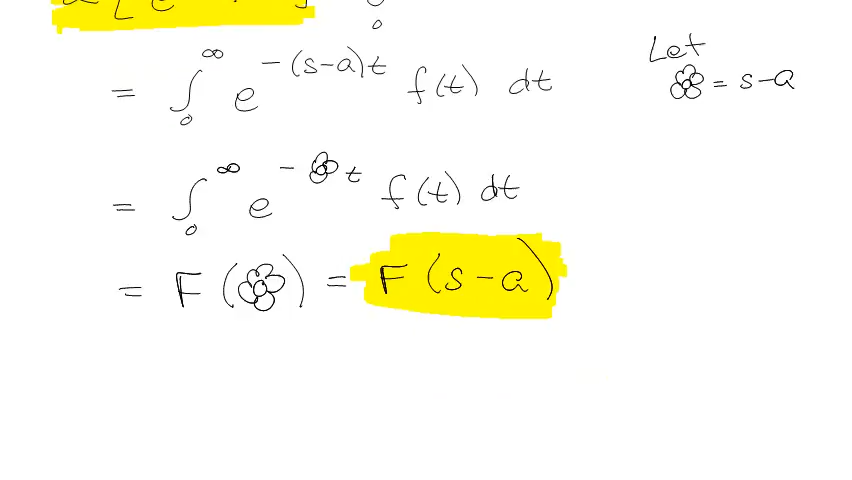 Let
= ∫₀^∞ e^{-(s-a)t} f(t) dt
❀ = s-a
= ∫₀^∞ e^{-❀t} f(t) dt
= F(❀) = F(s-a)